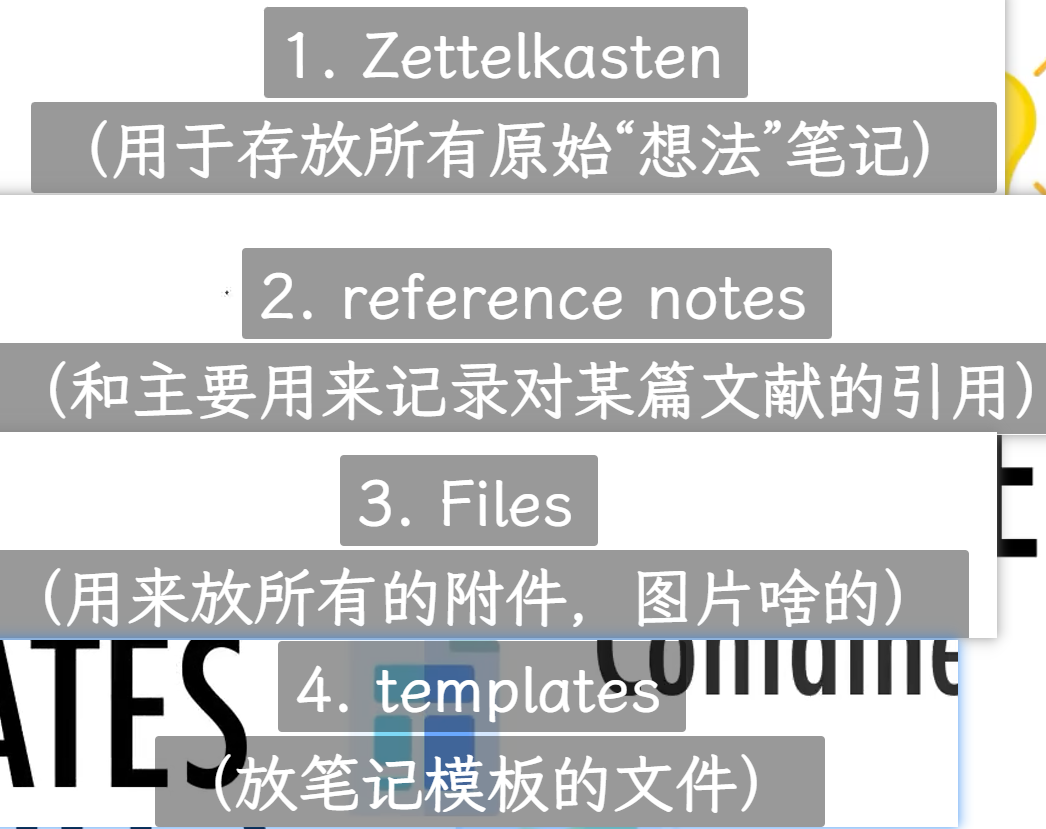 1. Zettelkasten
（用于存放所有原始“想法”笔记）
2. reference notes
（和主要用来记录对某篇文献的引用）
3. Files
（用来放所有的附件，图片啥的）
4. templates
（放笔记模板的文件）